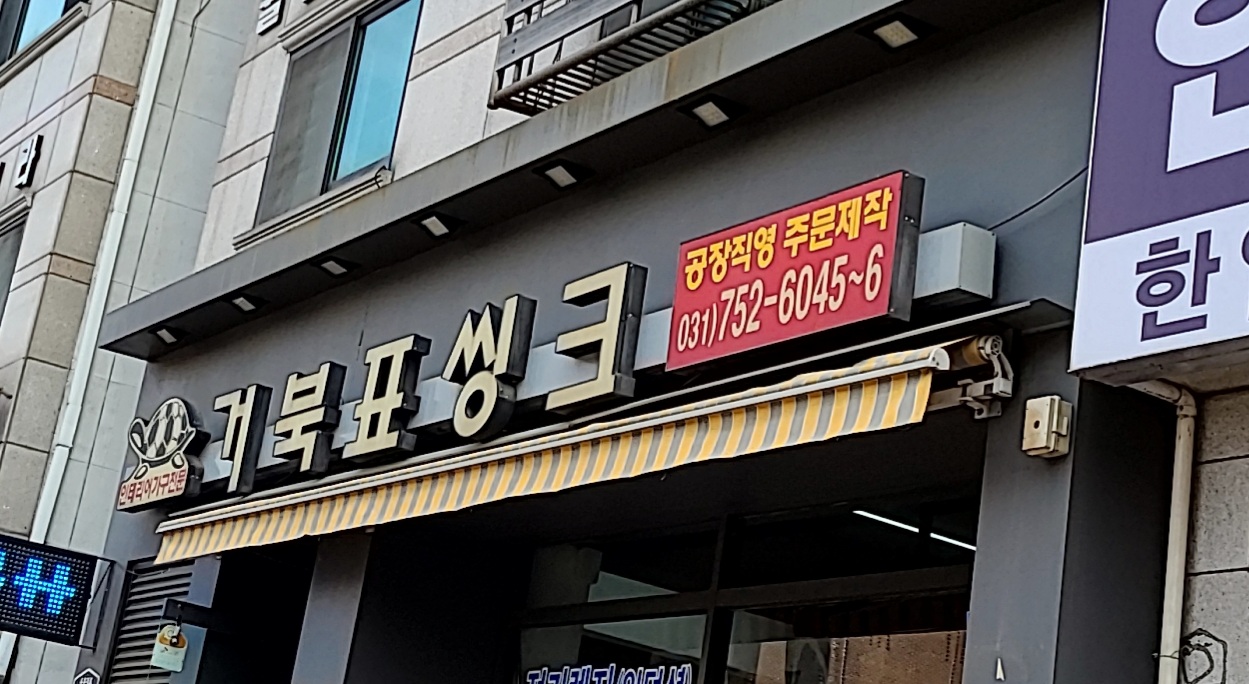 거북표씽크
인테리어가구전문
공장직영 주문제작
031)752-6045~6
한